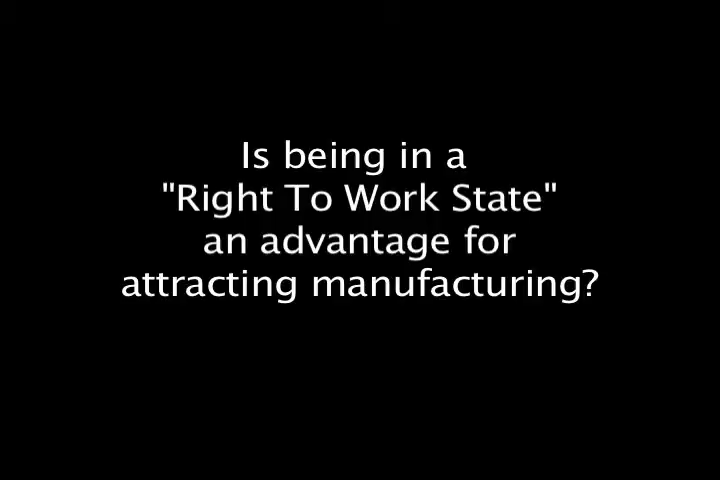 Is being in a
"Right To Work State"
an advantage for
attracting manufacturing?